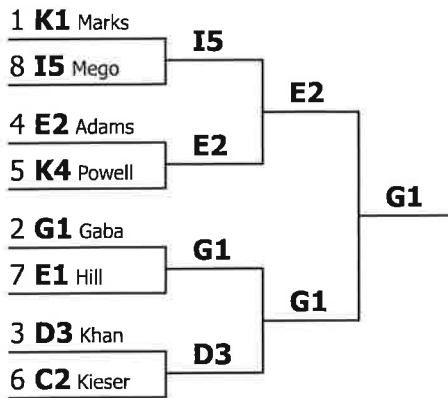 1 K1 Marks
I5
8 I5 Mego
E2
4 E2 Adams
E2
5 K4 Powell
G1
2 G1 Gaba
G1
7 E1 Hill
G1
3 D3 Khan
D3
6 C2 Kieser